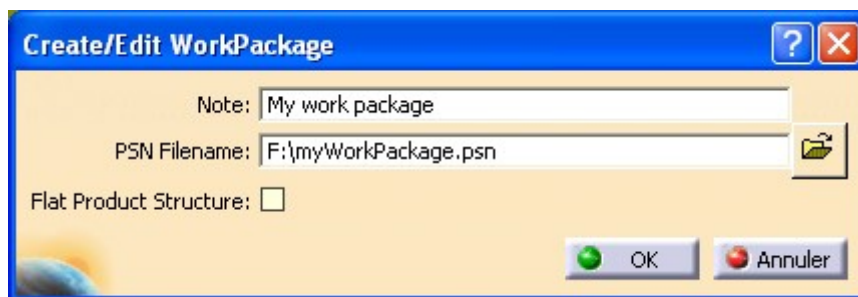 Create/Edit WorkPackage
Note: My work package
PSN Filename: F:\myWorkPackage.psn
Flat Product Structure:
OK Annuler